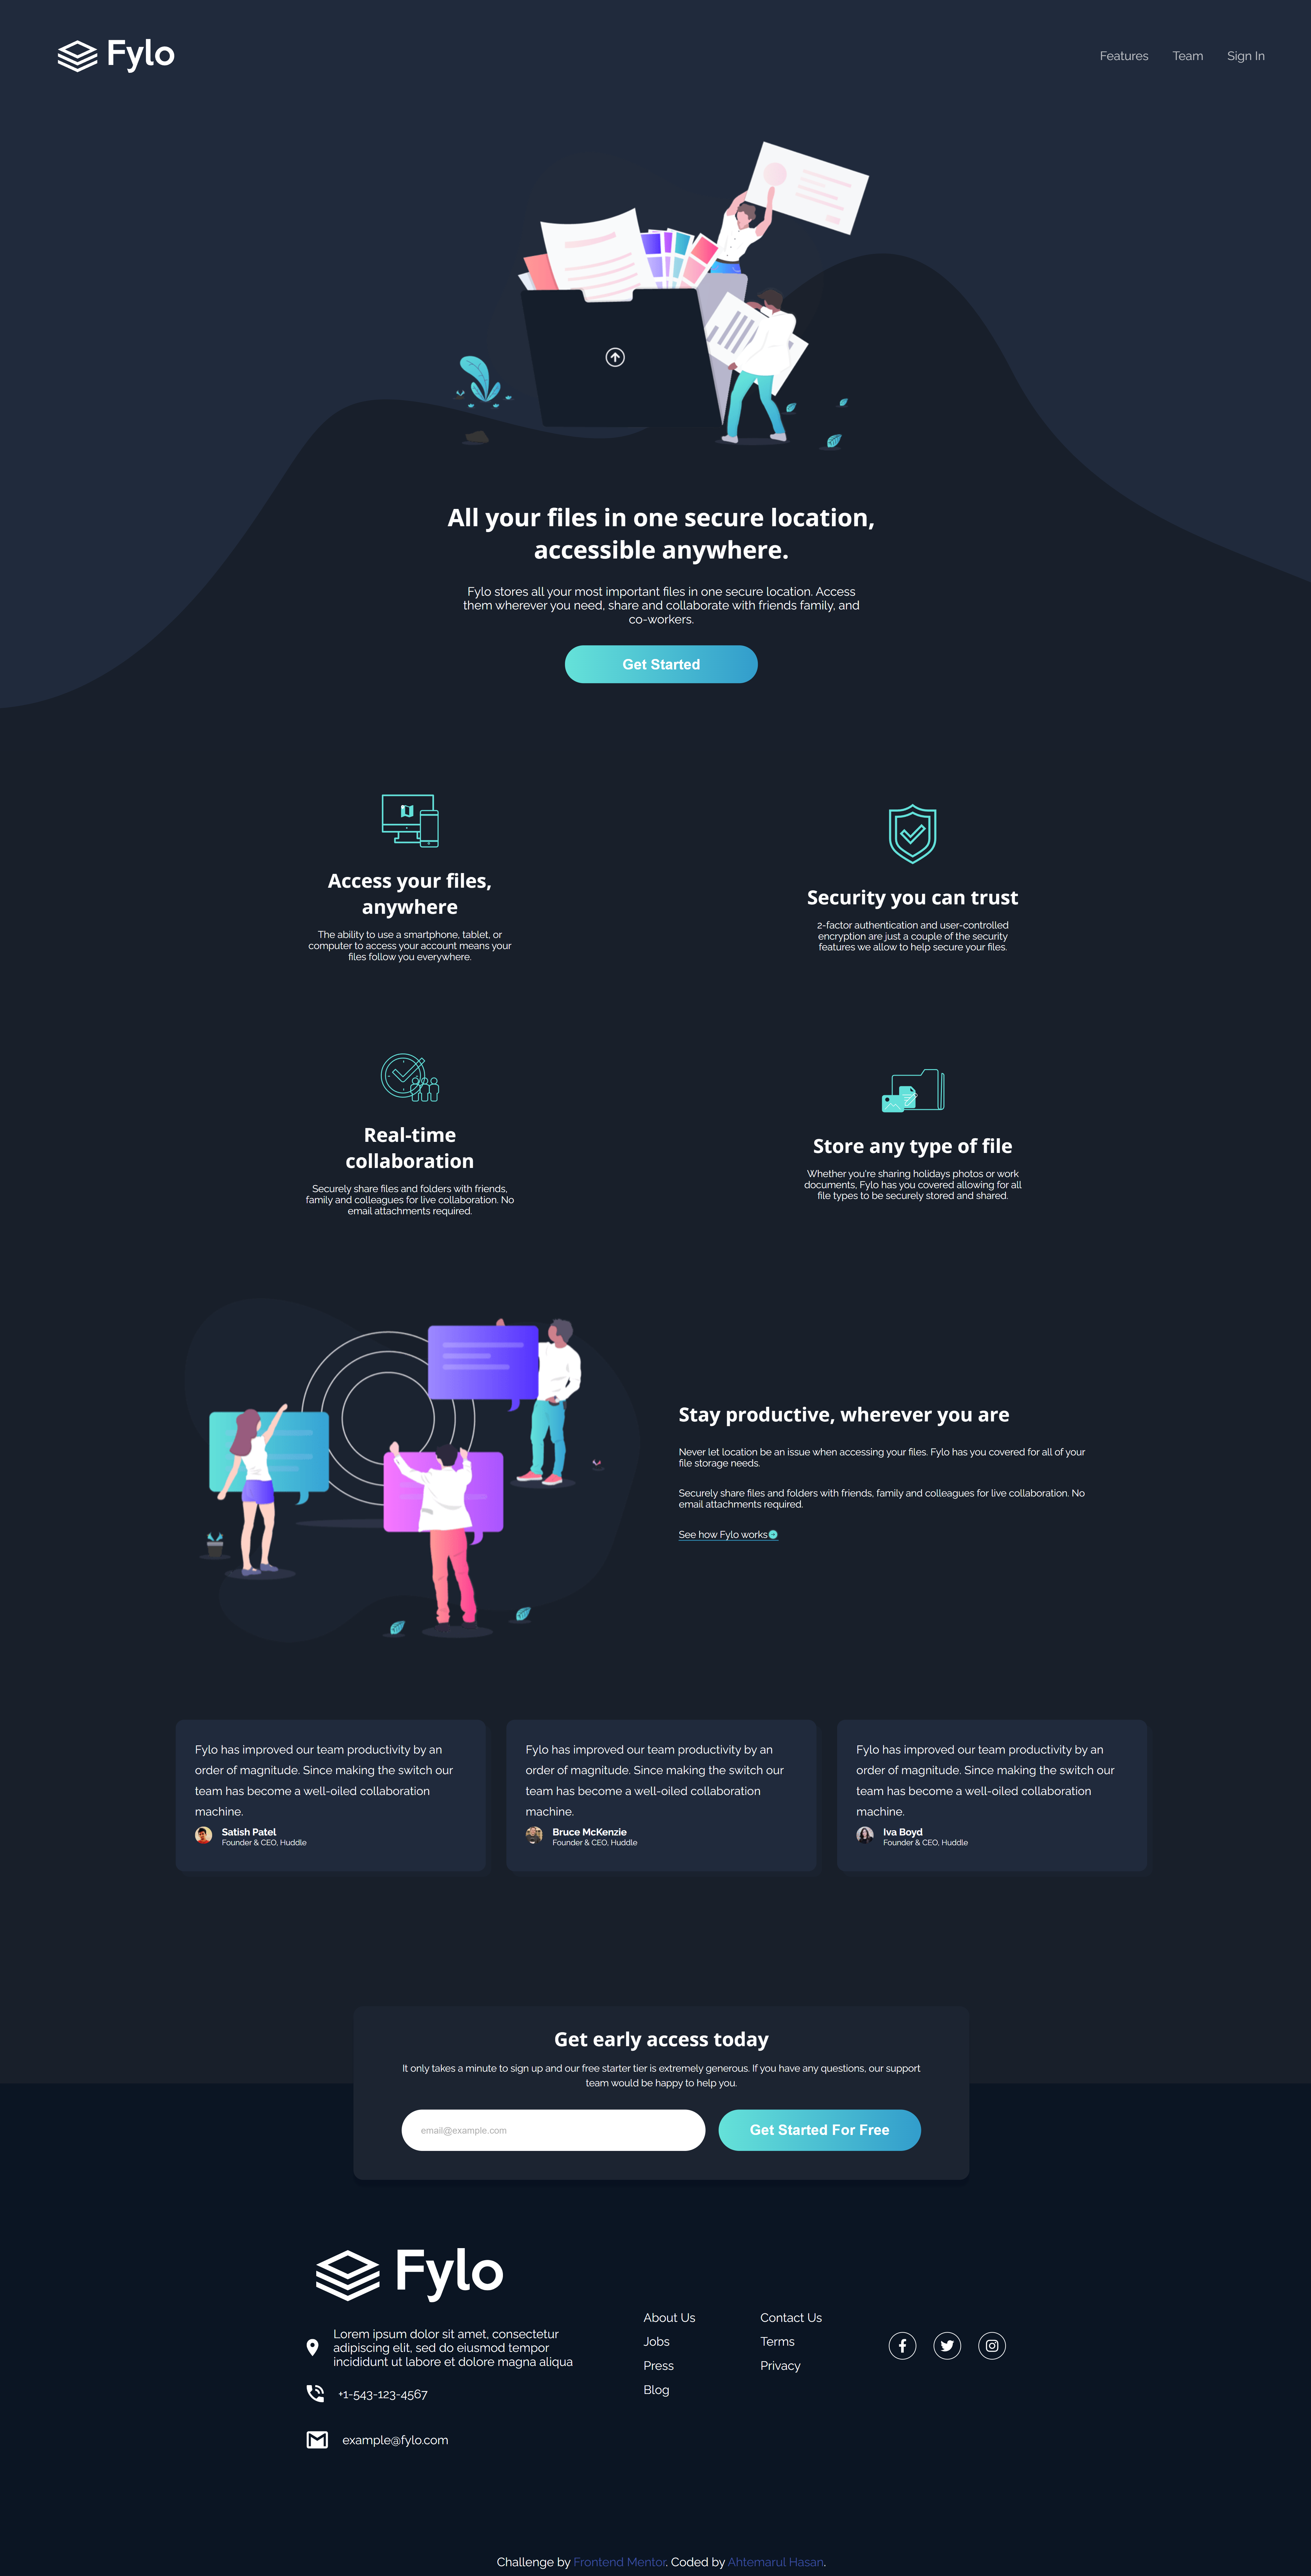 Fylo
Features
Team
Sign In
All your files in one secure location,
accessible anywhere.
Fylo stores all your most important files in one secure location. Access
them wherever you need, share and collaborate with friends family, and
co-workers.
Get Started
Access your files,
anywhere
The ability to use a smartphone, tablet, or
computer to access your account means your
files follow you everywhere.
Security you can trust
2-factor authentication and user-controlled
encryption are just a couple of the security
features we allow to help secure your files.
Real-time
collaboration
Securely share files and folders with friends,
family and colleagues for live collaboration. No
email attachments required.
Store any type of file
Whether you're sharing holidays photos or work
documents, Fylo has you covered allowing for all
file types to be securely stored and shared.
Stay productive, wherever you are
Never let location be an issue when accessing your files. Fylo has you covered for all of your
file storage needs.
Securely share files and folders with friends, family and colleagues for live collaboration. No
email attachments required.
See how Fylo works
Fylo has improved our team productivity by an
order of magnitude. Since making the switch our
team has become a well-oiled collaboration
machine.
Satish Patel
Founder & CEO, Huddle
Fylo has improved our team productivity by an
order of magnitude. Since making the switch our
team has become a well-oiled collaboration
machine.
Bruce McKenzie
Founder & CEO, Huddle
Fylo has improved our team productivity by an
order of magnitude. Since making the switch our
team has become a well-oiled collaboration
machine.
Iva Boyd
Founder & CEO, Huddle
Get early access today
It only takes a minute to sign up and our free starter tier is extremely generous. If you have any questions, our support
team would be happy to help you.
email@example.com
Get Started For Free
Fylo
Lorem ipsum dolor sit amet, consectetur
adipiscing elit, sed do eiusmod tempor
incididunt ut labore et dolore magna aliqua
+1-543-123-4567
example@fylo.com
About Us
Jobs
Press
Blog
Contact Us
Terms
Privacy
Challenge by Frontend Mentor. Coded by Ahtemarul Hasan.